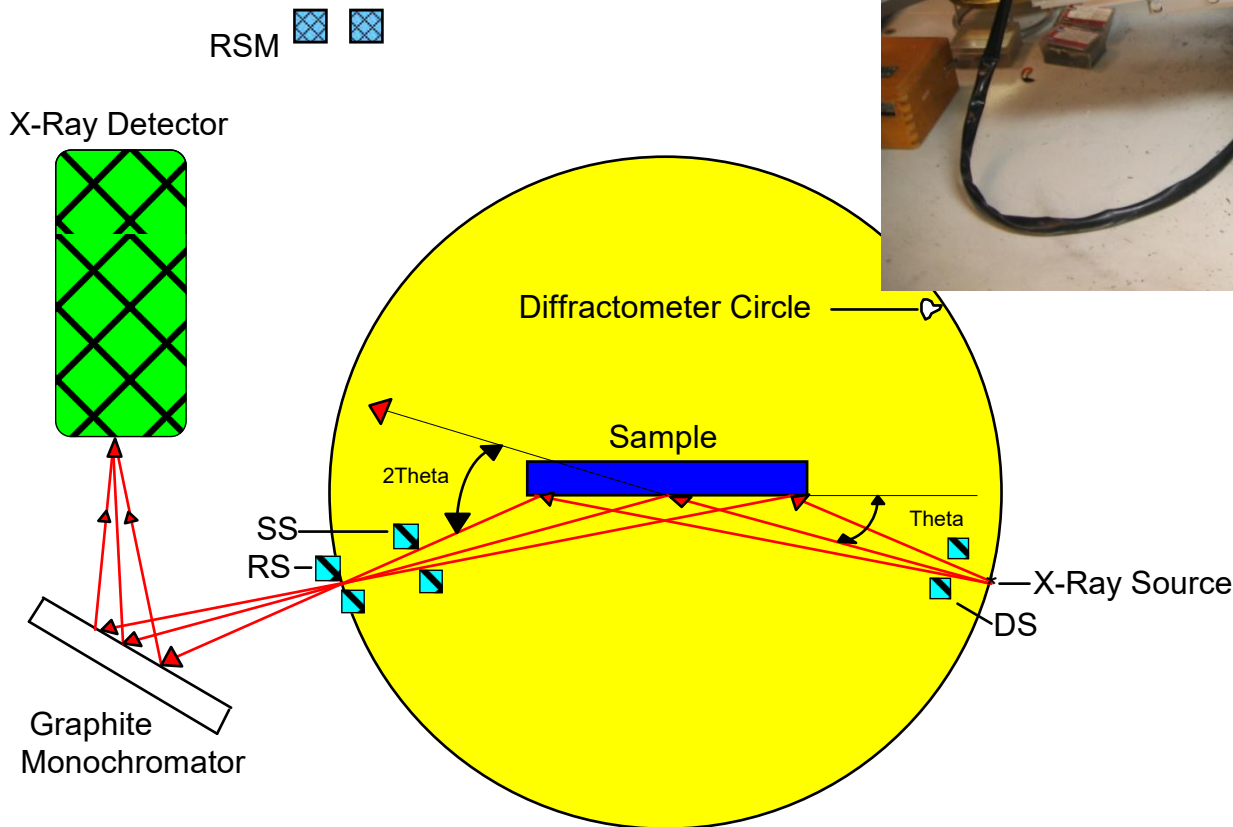 RSM
X-Ray Detector
Diffractometer Circle
Sample
2Theta
Theta
SS
RS
X-Ray Source
DS
Graphite
Monochromator